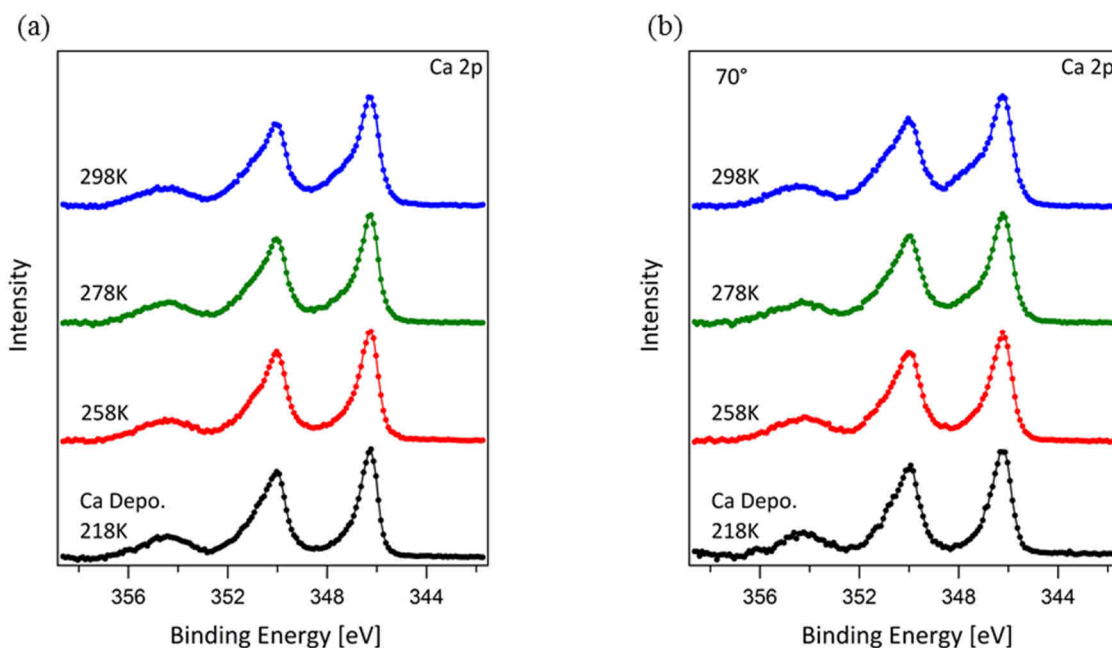 (a)
Ca 2p
298K
278K
258K
Ca Depo.
218K
Intensity
356 352 348 344
Binding Energy [eV]
(b)
70°
Ca 2p
298K
278K
258K
Ca Depo.
218K
Intensity
356 352 348 344
Binding Energy [eV]